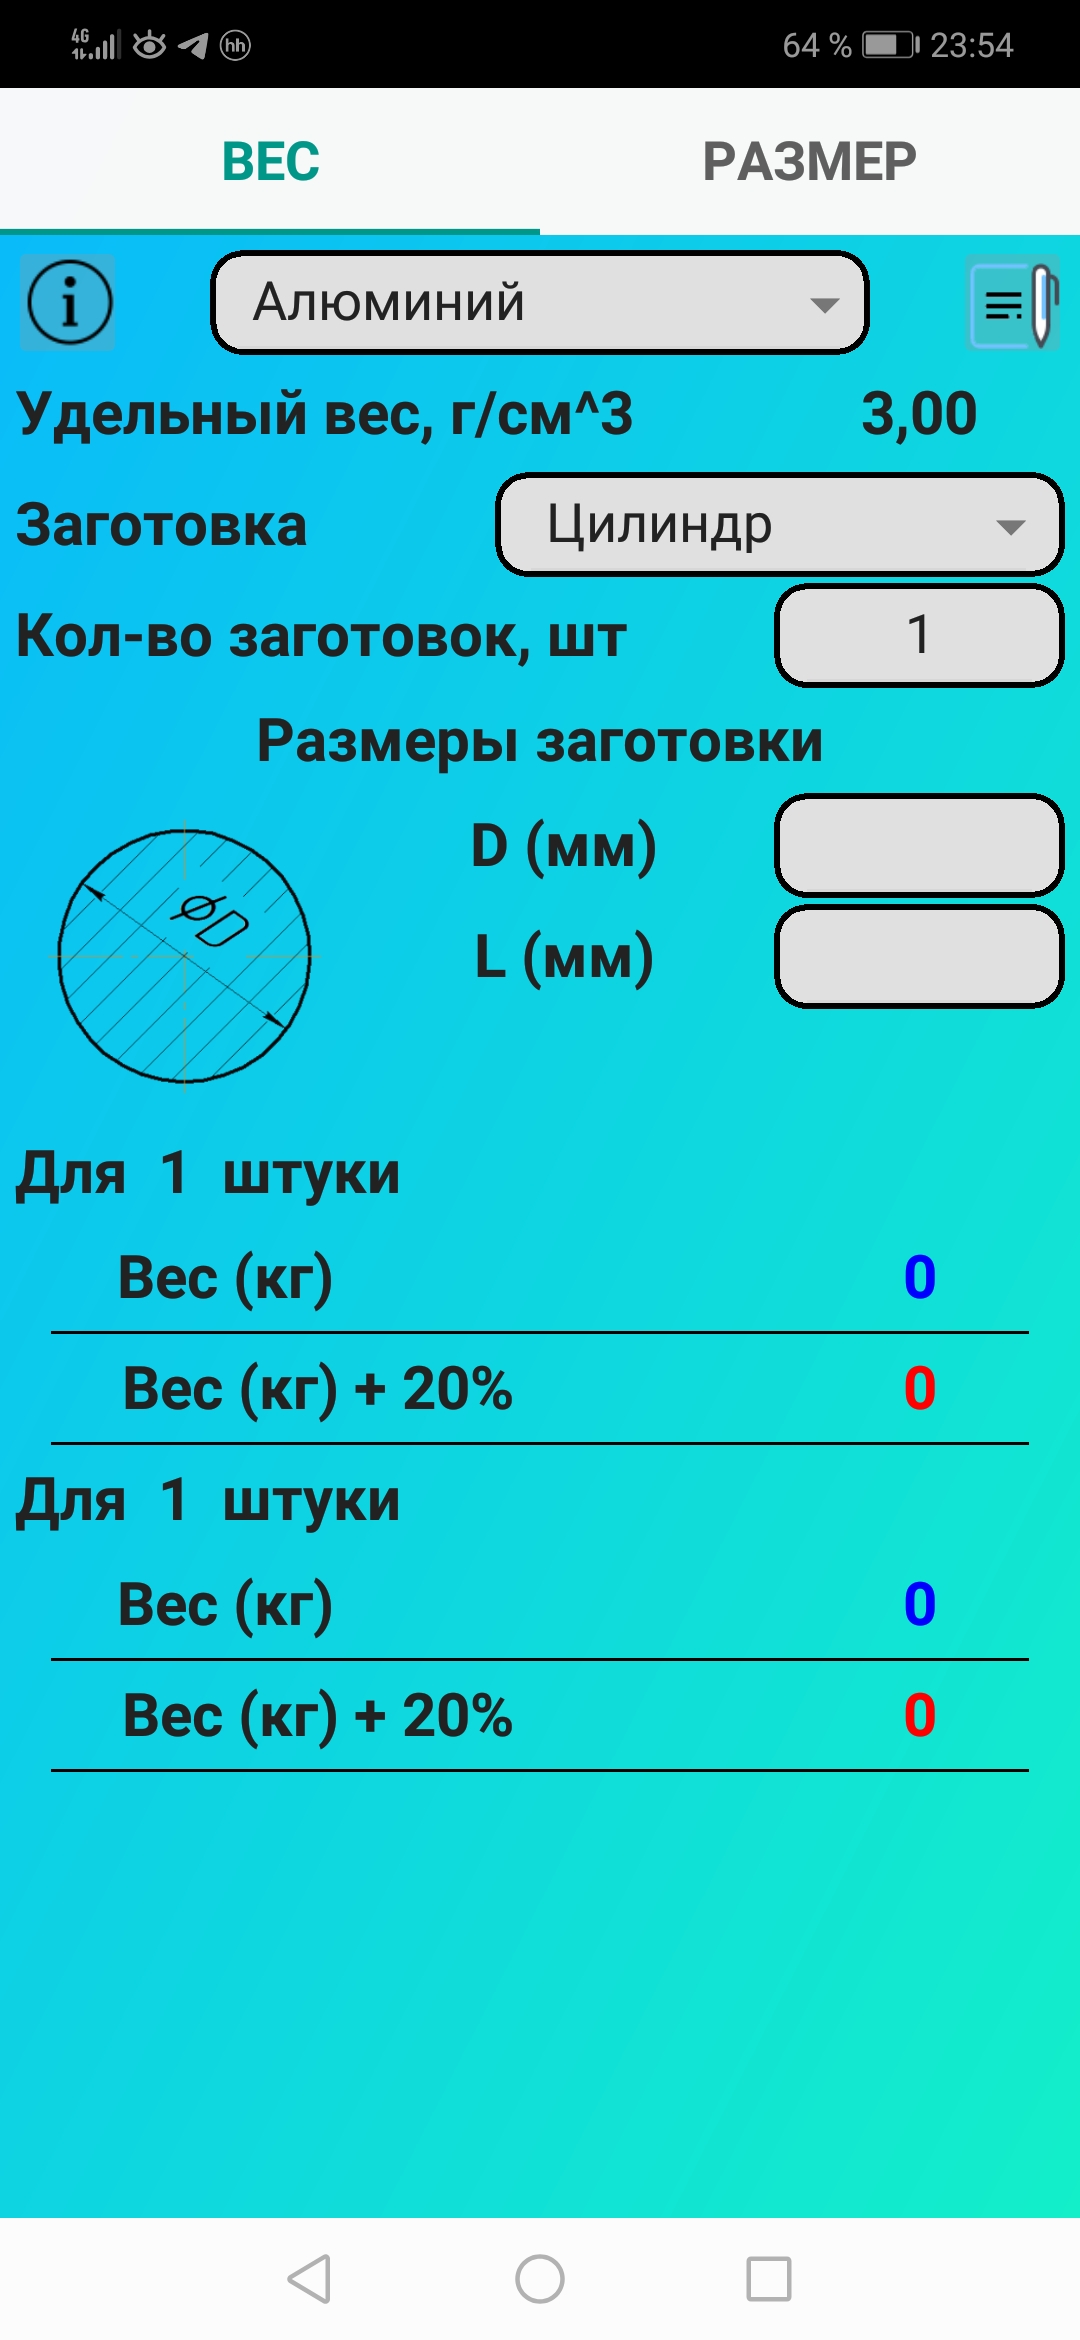 4G hh 64 % 23:54
ВЕС РАЗМЕР
i Алюминий
Удельный вес, г/см^3 3,00
Заготовка Цилиндр
Кол-во заготовок, шт 1
Размеры заготовки
D (мм)
⌀D
L (мм)
Для 1 штуки
Вес (кг) 0
Вес (кг) + 20% 0
Для 1 штуки
Вес (кг) 0
Вес (кг) + 20% 0